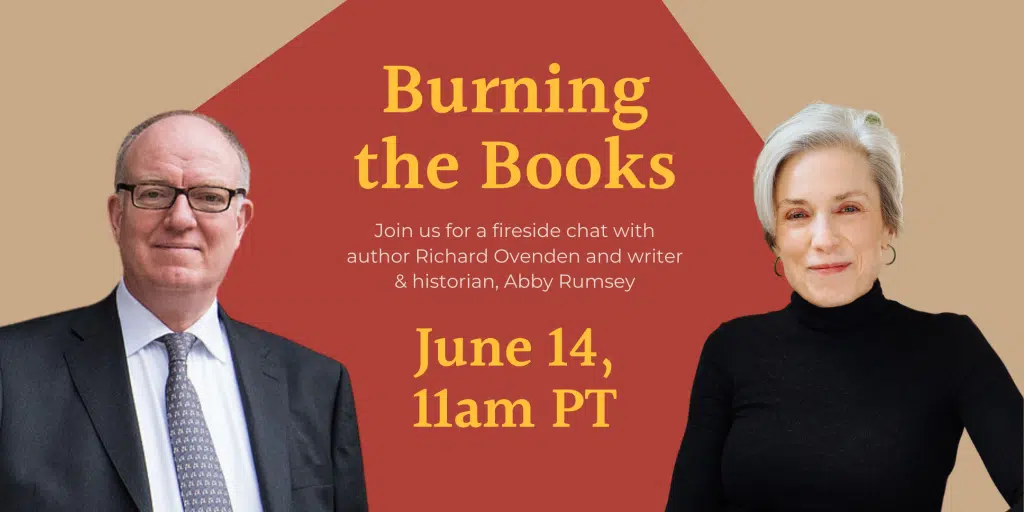 Burning
the Books
Join us for a fireside chat with
author Richard Ovenden and writer
& historian, Abby Rumsey
June 14,
11am PT